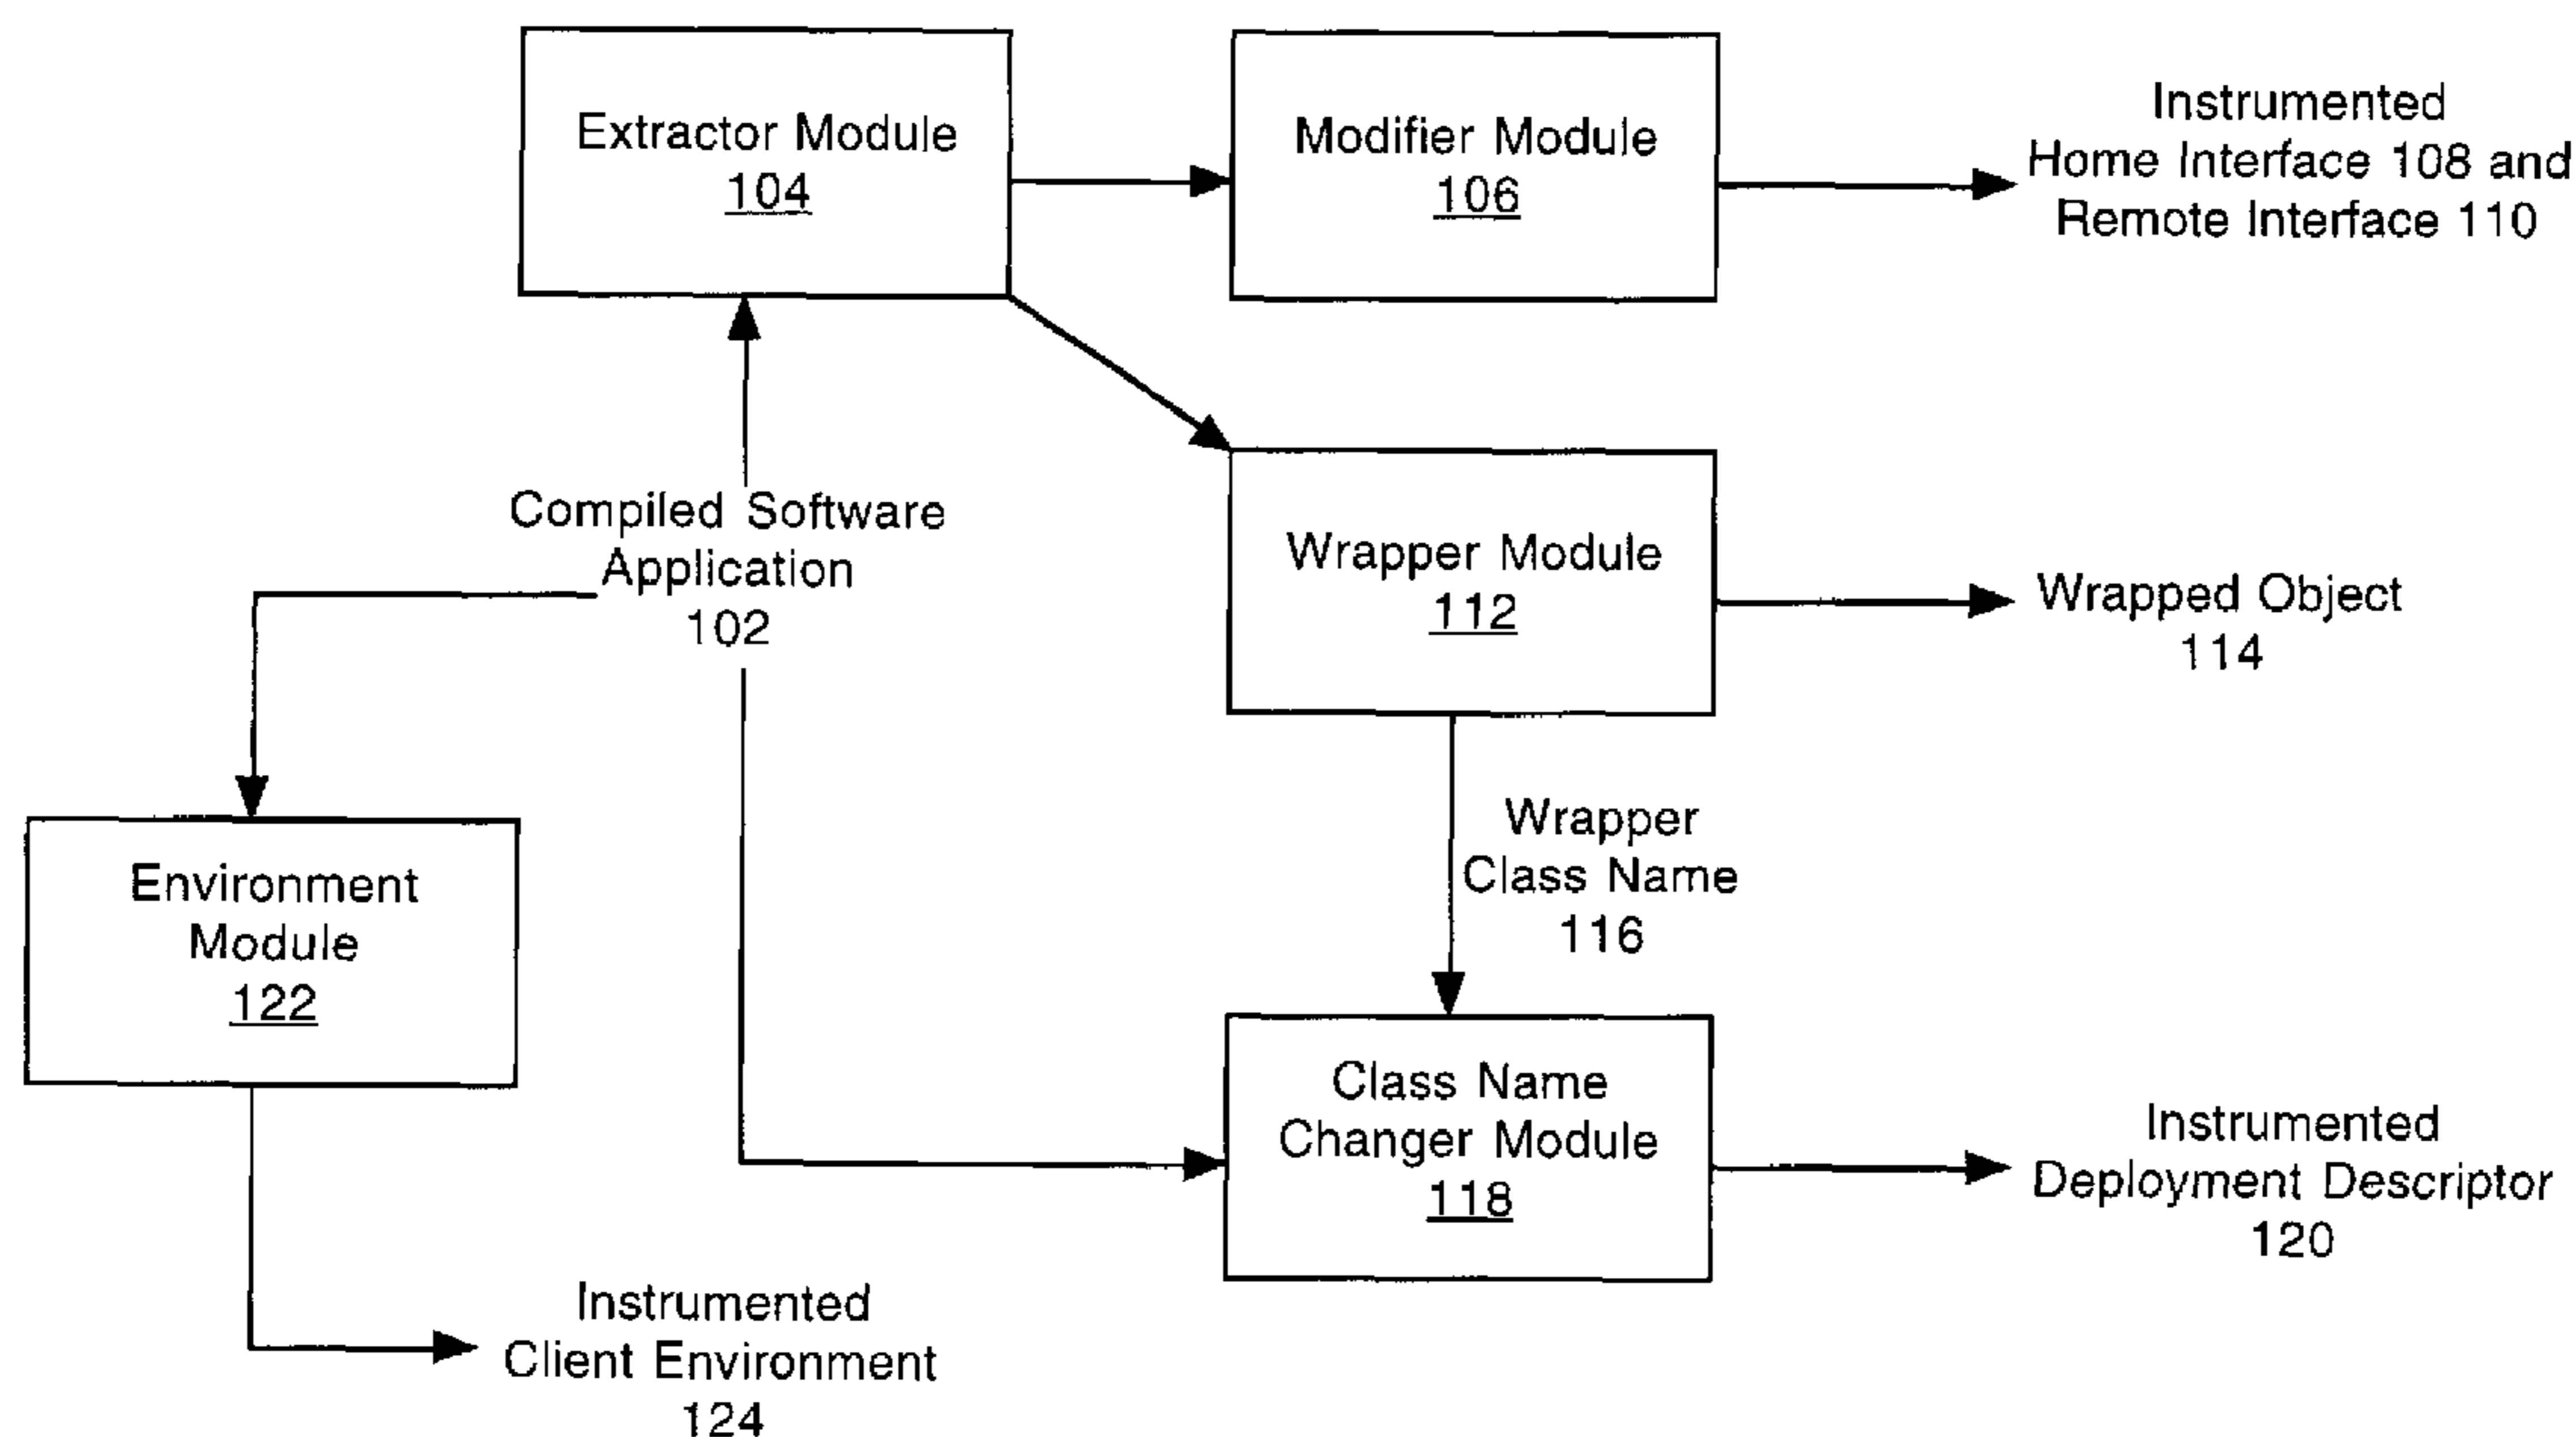 Extractor Module
104
Modifier Module
106
Instrumented
Home Interface 108 and
Remote Interface 110
Compiled Software
Application
102
Wrapper Module
112
Wrapped Object
114
Wrapper
Class Name
116
Environment
Module
122
Class Name
Changer Module
118
Instrumented
Deployment Descriptor
120
Instrumented
Client Environment
124